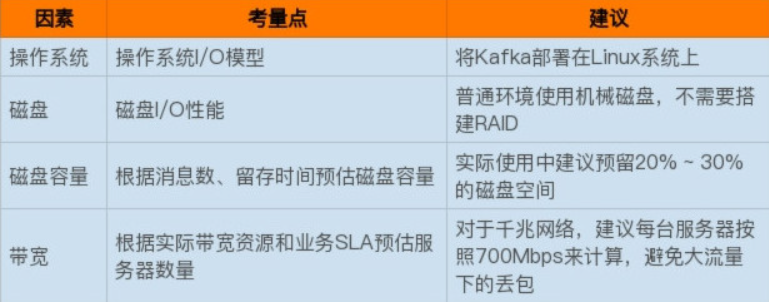 因素 考量点 建议
操作系统 操作系统I/O模型 将Kafka部署在Linux系统上
磁盘 磁盘I/O性能 普通环境使用机械磁盘，不需要搭
建RAID
磁盘容量 根据消息数、留存时间预估磁盘容量 实际使用中建议预留20% ~ 30%
的磁盘空间
带宽 根据实际带宽资源和业务SLA预估服
务器数量 对于千兆网络，建议每台服务器按
照700Mbps来计算，避免大流量
下的丢包